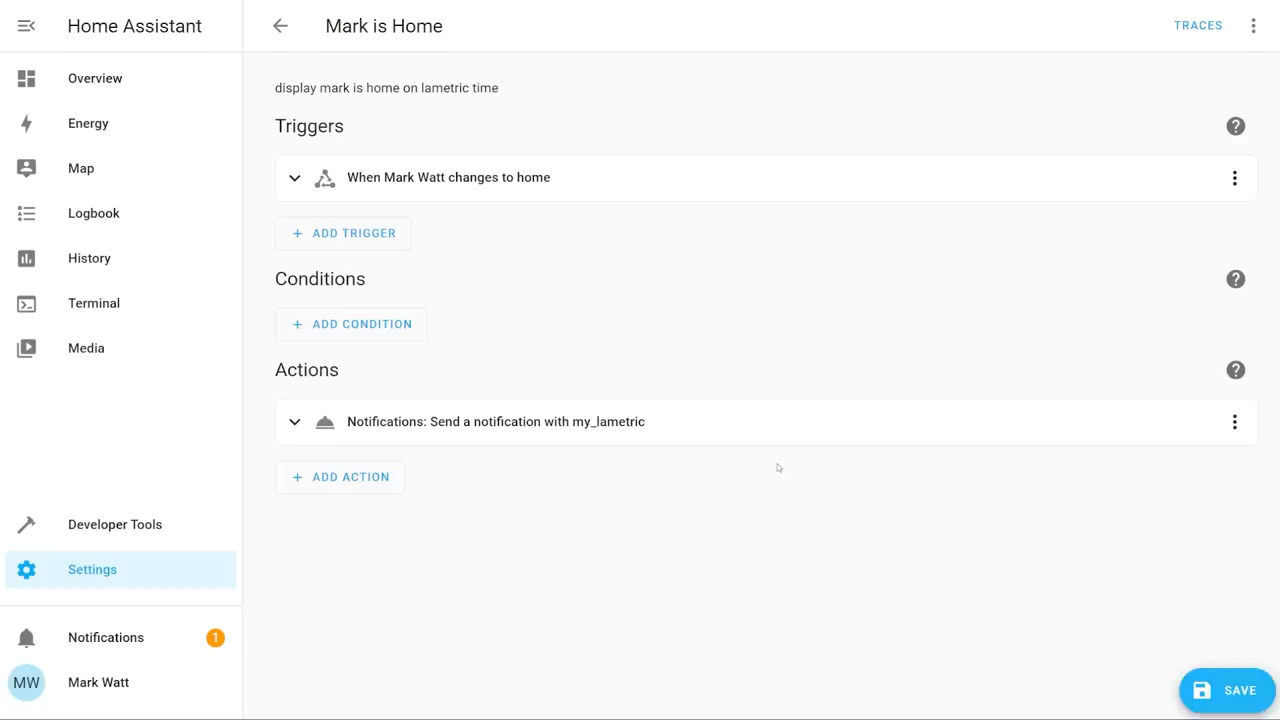 Home Assistant
Mark is Home
TRACES
Overview
Energy
Map
Logbook
History
Terminal
Media
Developer Tools
Settings
Notifications
1
MW
Mark Watt
display mark is home on lametric time
Triggers
?
When Mark Watt changes to home
+ ADD TRIGGER
Conditions
?
+ ADD CONDITION
Actions
?
Notifications: Send a notification with my_lametric
+ ADD ACTION
SAVE